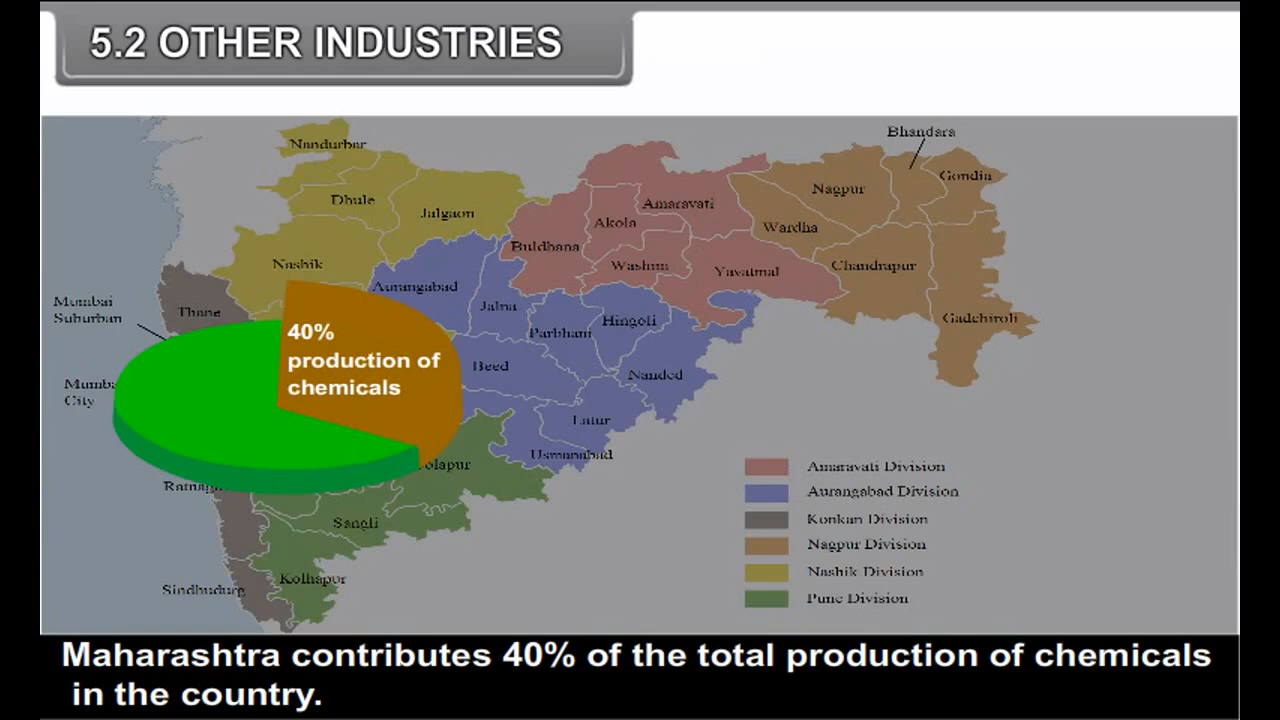 5.2 OTHER INDUSTRIES
Bhandara
Nandurbar
Gondia
Nagpur
Dhule
Amaravati
Jalgaon
Akola
Wardha
Buldhana
Nashik
Washim
Yavatmal
Chandrapur
Aurangabad
Mumbai
Suburban
Thane
Jalna
Hingoli
Gadchiroli
Parbhani
40%
production of
chemicals
Beed
Nanded
City
Latur
Usmanabad
Amaravati Division
Aurangabad Division
Sangli
Konkan Division
Nagpur Division
Nashik Division
Kolhapur
Sindhudurg
Pune Division
Maharashtra contributes 40% of the total production of chemicals
in the country.